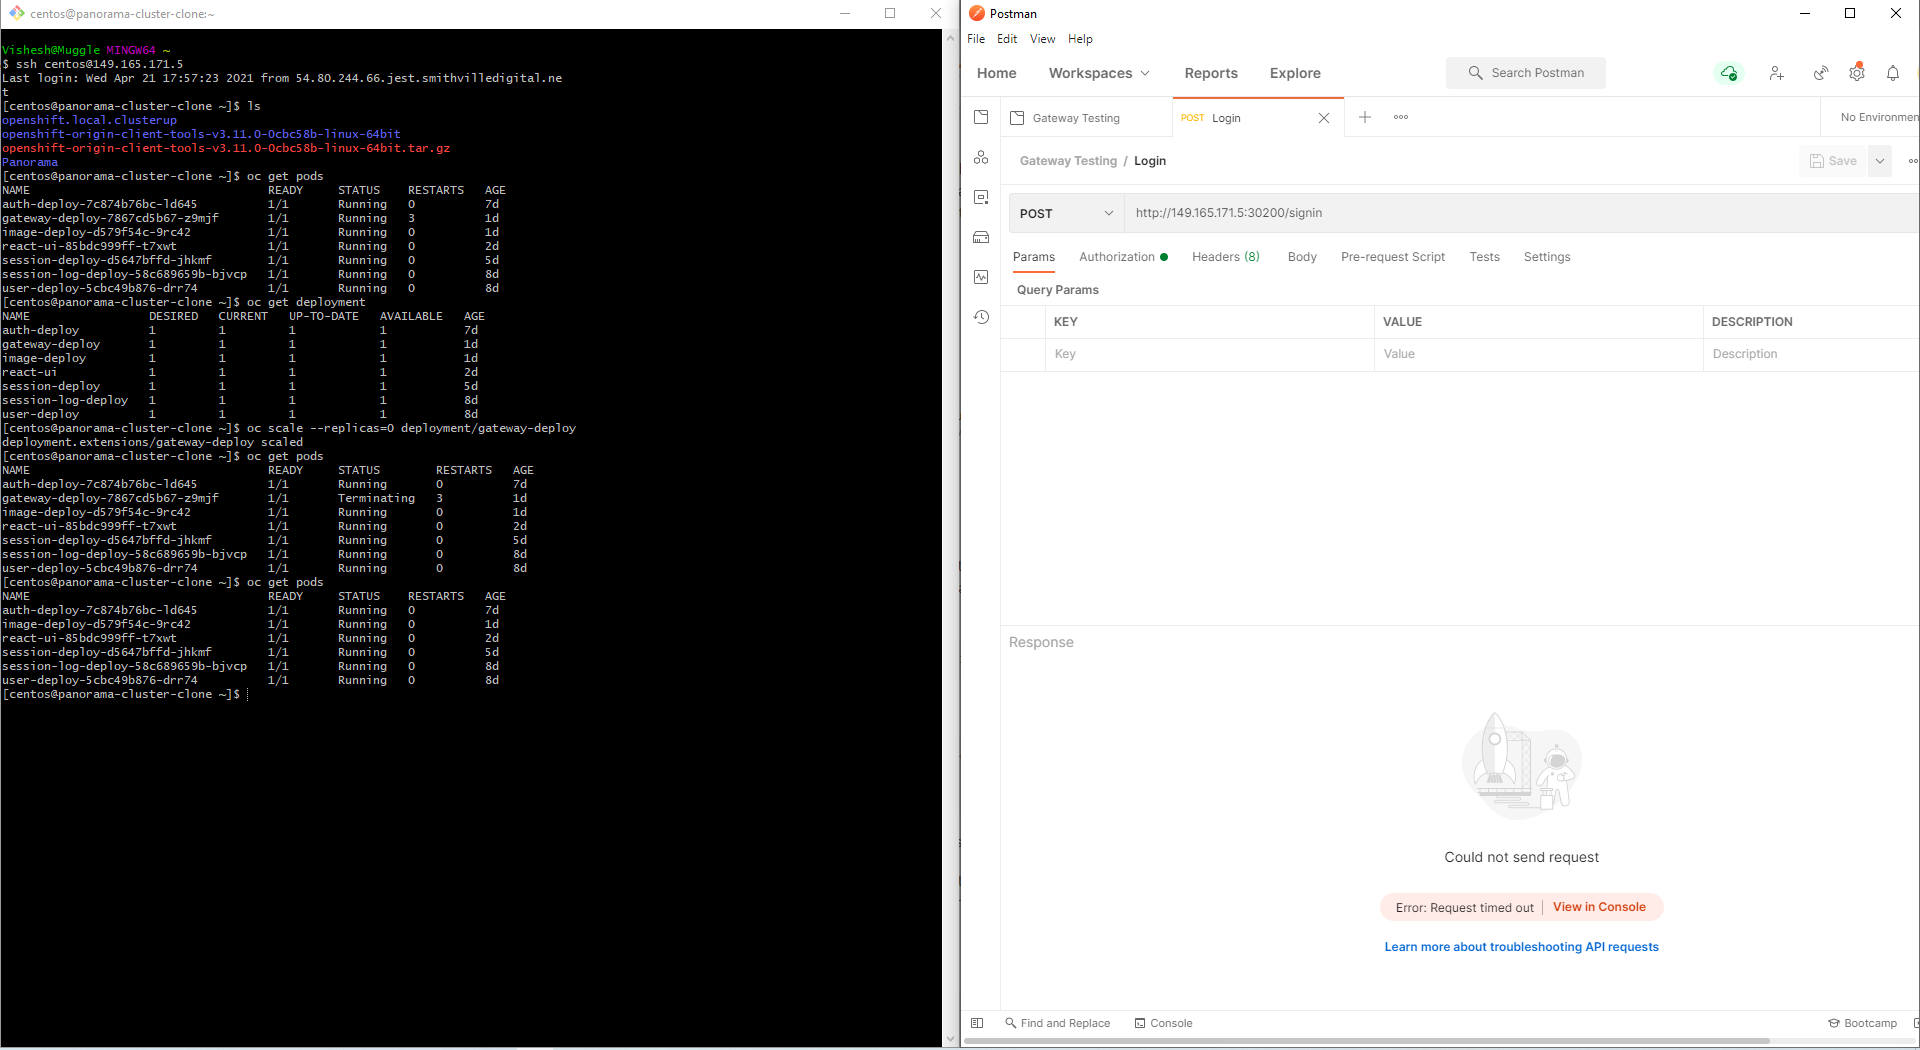 centos@panorama-cluster-clone:~
Vishesh@Muggle MINGW64 ~
$ ssh centos@149.165.171.5
Last login: Wed Apr 21 17:57:23 2021 from 54.80.244.66.jest.smithvilledigital.ne
t
[centos@panorama-cluster-clone ~]$ ls
openshift.local.clusterup
openshift-origin-client-tools-v3.11.0-0cbc58b-linux-64bit
openshift-origin-client-tools-v3.11.0-0cbc58b-linux-64bit.tar.gz
Panorama
[centos@panorama-cluster-clone ~]$ oc get pods
NAME READY STATUS RESTARTS AGE
auth-deploy-7c874b76bc-ld645 1/1 Running 0 7d
gateway-deploy-7867cd5b67-z9mjf 1/1 Running 3 1d
image-deploy-d579f54c-9rc42 1/1 Running 0 1d
react-ui-85bdc999ff-t7xwt 1/1 Running 0 2d
session-deploy-d5647bffd-jhkmf 1/1 Running 0 5d
session-log-deploy-58c689659b-bjvcp 1/1 Running 0 8d
user-deploy-5cbc49b876-drr74 1/1 Running 0 8d
[centos@panorama-cluster-clone ~]$ oc get deployment
NAME DESIRED CURRENT UP-TO-DATE AVAILABLE AGE
auth-deploy 1 1 1 1 7d
gateway-deploy 1 1 1 1 1d
image-deploy 1 1 1 1 1d
react-ui 1 1 1 1 2d
session-deploy 1 1 1 1 5d
session-log-deploy 1 1 1 1 8d
user-deploy 1 1 1 1 8d
[centos@panorama-cluster-clone ~]$ oc scale --replicas=0 deployment/gateway-deploy
deployment.extensions/gateway-deploy scaled
[centos@panorama-cluster-clone ~]$ oc get pods
NAME READY STATUS RESTARTS AGE
auth-deploy-7c874b76bc-ld645 1/1 Running 0 7d
gateway-deploy-7867cd5b67-z9mjf 1/1 Terminating 3 1d
image-deploy-d579f54c-9rc42 1/1 Running 0 1d
react-ui-85bdc999ff-t7xwt 1/1 Running 0 2d
session-deploy-d5647bffd-jhkmf 1/1 Running 0 5d
session-log-deploy-58c689659b-bjvcp 1/1 Running 0 8d
user-deploy-5cbc49b876-drr74 1/1 Running 0 8d
[centos@panorama-cluster-clone ~]$ oc get pods
NAME READY STATUS RESTARTS AGE
auth-deploy-7c874b76bc-ld645 1/1 Running 0 7d
image-deploy-d579f54c-9rc42 1/1 Running 0 1d
react-ui-85bdc999ff-t7xwt 1/1 Running 0 2d
session-deploy-d5647bffd-jhkmf 1/1 Running 0 5d
session-log-deploy-58c689659b-bjvcp 1/1 Running 0 8d
user-deploy-5cbc49b876-drr74 1/1 Running 0 8d
[centos@panorama-cluster-clone ~]$
Postman
File Edit View Help
Home Workspaces Reports Explore Search Postman
Gateway Testing POST Login No Environmen
Gateway Testing / Login Save
POST http://149.165.171.5:30200/signin
Params Authorization Headers (8) Body Pre-request Script Tests Settings
Query Params
KEY VALUE DESCRIPTION
Key Value Description
Response
Could not send request
Error: Request timed out View in Console
Learn more about troubleshooting API requests
Find and Replace Console Bootcamp